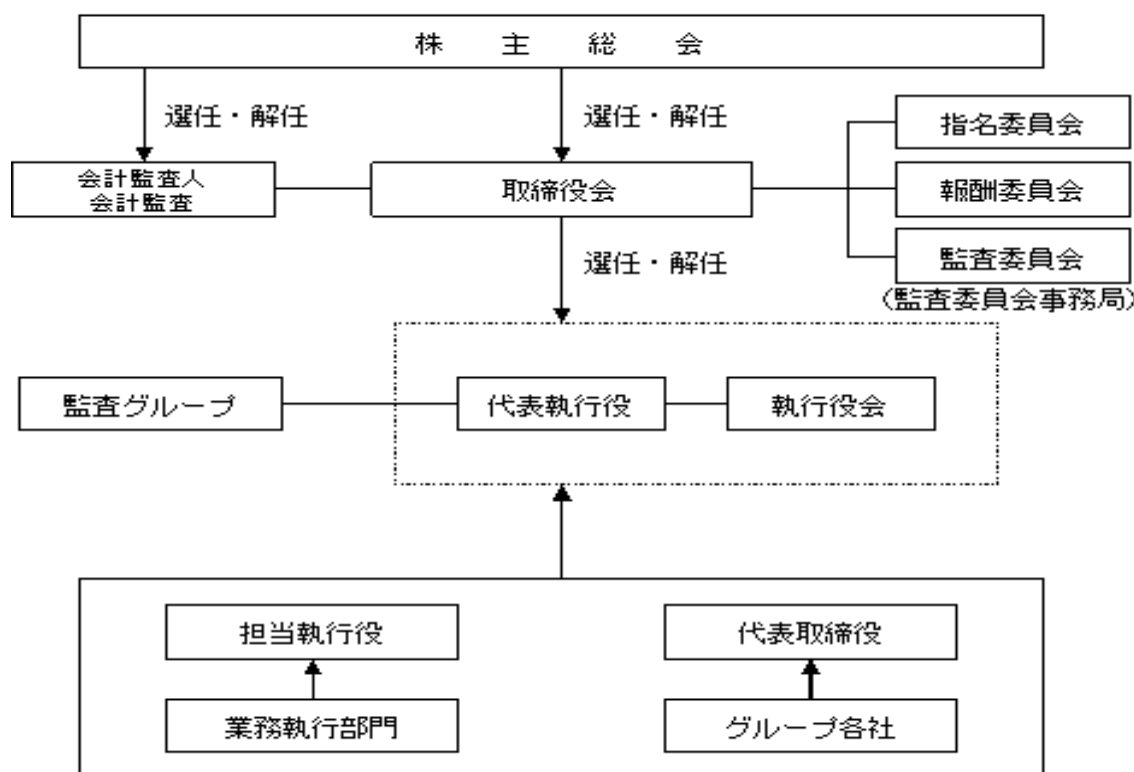 株主総会
選任・解任
選任・解任
指名委員会
会計監査人
会計監査
取締役会
報酬委員会
監査委員会
(監査委員会事務局)
選任・解任
監査グループ
代表執行役
執行役会
担当執行役
代表取締役
業務執行部門
グループ各社